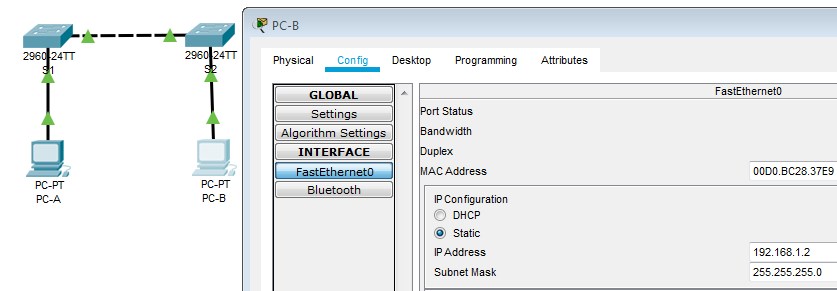 2960-24TT
S1
2960-24TT
S2
PC-PT
PC-A
PC-PT
PC-B
PC-B
Physical Config Desktop Programming Attributes
GLOBAL
Settings
Algorithm Settings
INTERFACE
FastEthernet0
Bluetooth
FastEthernet0
Port Status
Bandwidth
Duplex
MAC Address 00D0.BC28.37E9
IP Configuration
DHCP
Static
IP Address 192.168.1.2
Subnet Mask 255.255.255.0